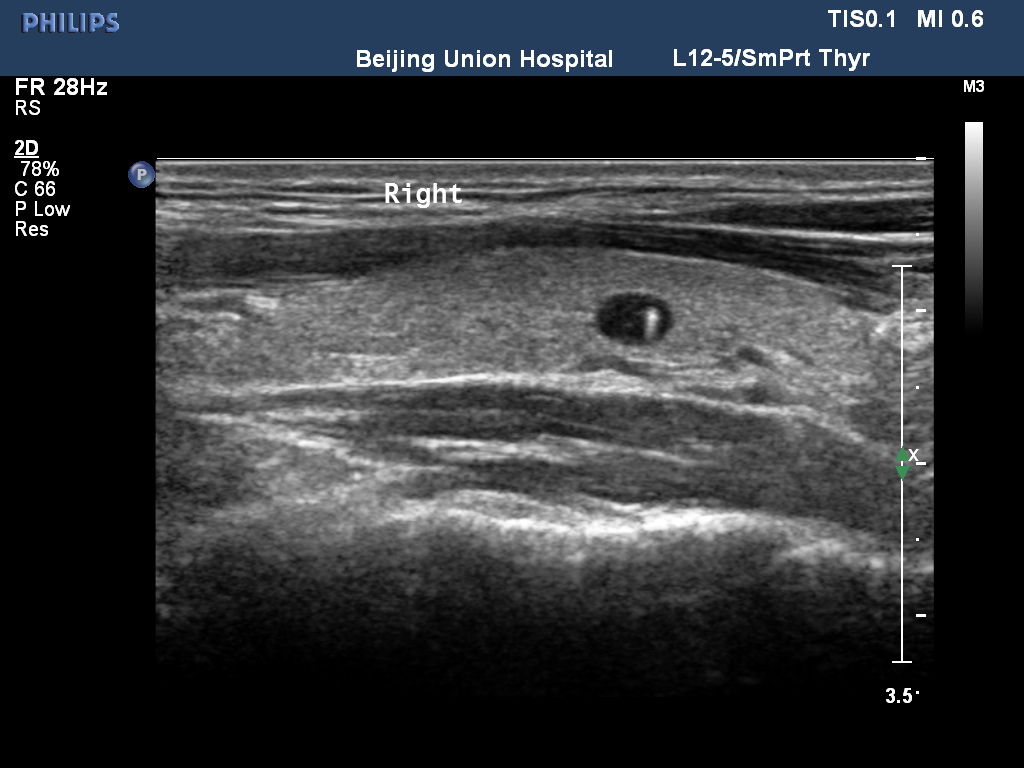 PHILIPS
TIS0.1 MI 0.6
Beijing Union Hospital L12-5/SmPrt Thyr
FR 28Hz
RS
M3
2D
78%
C 66
P Low
Res
P
Right
X
3.5